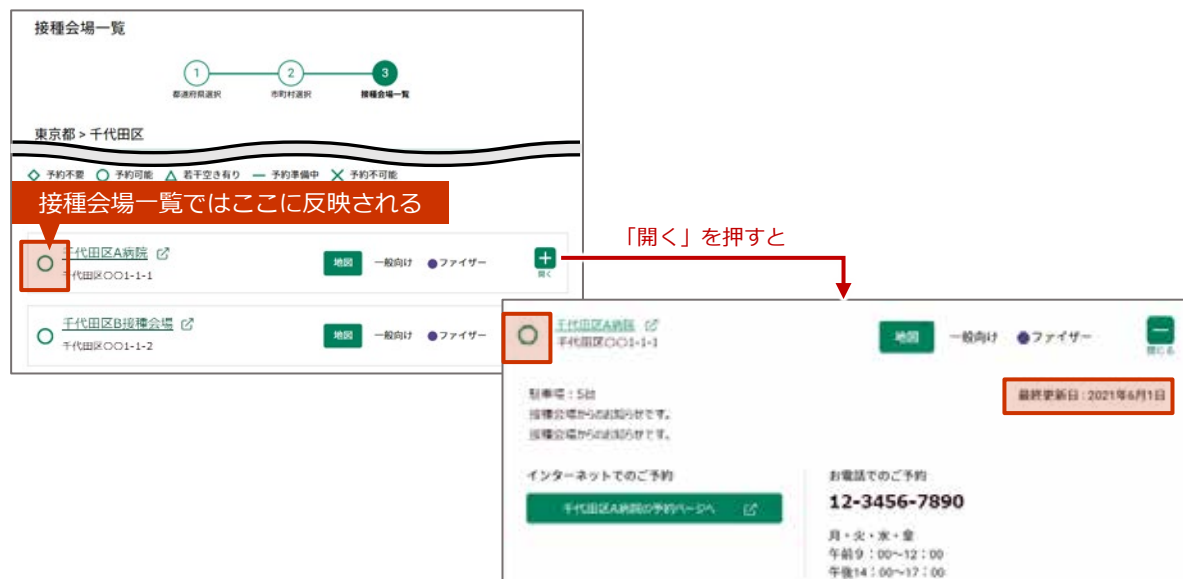 接種会場一覧
1 2 3
都道府県選択 市町村選択 接種会場一覧
東京都 > 千代田区
予約不要 予約可能 若干空き有り 予約準備中 予約不可能
接種会場一覧ではここに反映される
千代田区A病院
千代田区〇〇1-1-1
地図 一般向け ファイザー
開く
千代田区B接種会場
千代田区〇〇1-1-2
地図 一般向け ファイザー
「開く」を押すと
千代田区A病院
千代田区〇〇1-1-1
地図 一般向け ファイザー
閉じる
駐車場：5台
接種会場からのお知らせです。
接種会場からのお知らせです。
最終更新日：2021年6月1日
インターネットでのご予約
千代田区A病院の予約ページへ
お電話でのご予約
12-3456-7890
月・火・水・金
午前9：00～12：00
午後14：00～17：00